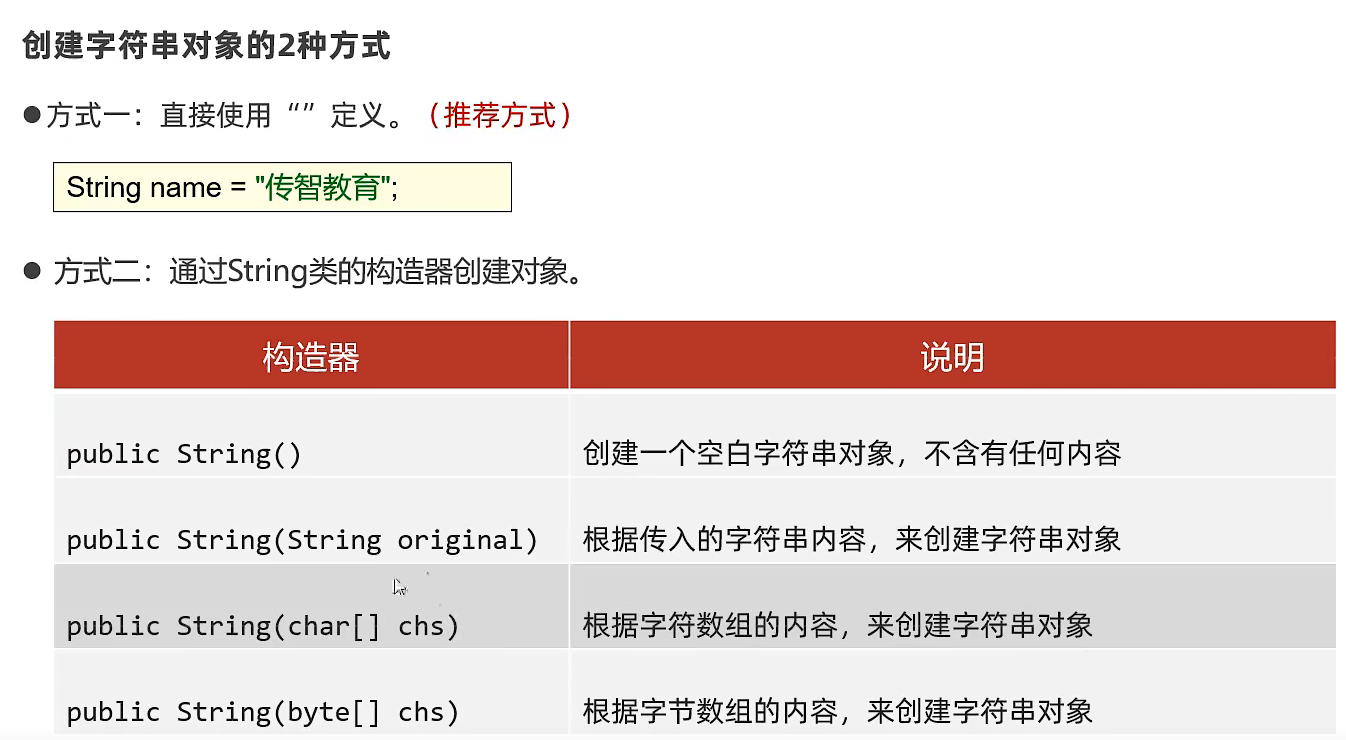 创建字符串对象的2种方式
●方式一：直接使用“”定义。（推荐方式）
String name = "传智教育";
● 方式二：通过String类的构造器创建对象。
构造器 说明
public String() 创建一个空白字符串对象，不含有任何内容
public String(String original) 根据传入的字符串内容，来创建字符串对象
public String(char[] chs) 根据字符数组的内容，来创建字符串对象
public String(byte[] chs) 根据字节数组的内容，来创建字符串对象